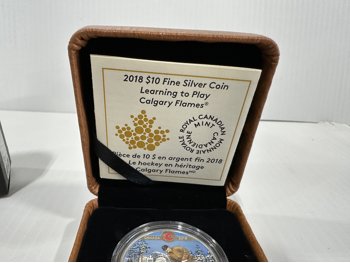 2018 $10 Fine Silver Coin
Learning to Play
Calgary Flames®
ROYAL CANADIAN MINT
MONNAIE ROYALE CANADIENNE
Pièce de 10 $ en argent fin 2018
Le hockey en héritage
Calgary Flamesᴹᴰ